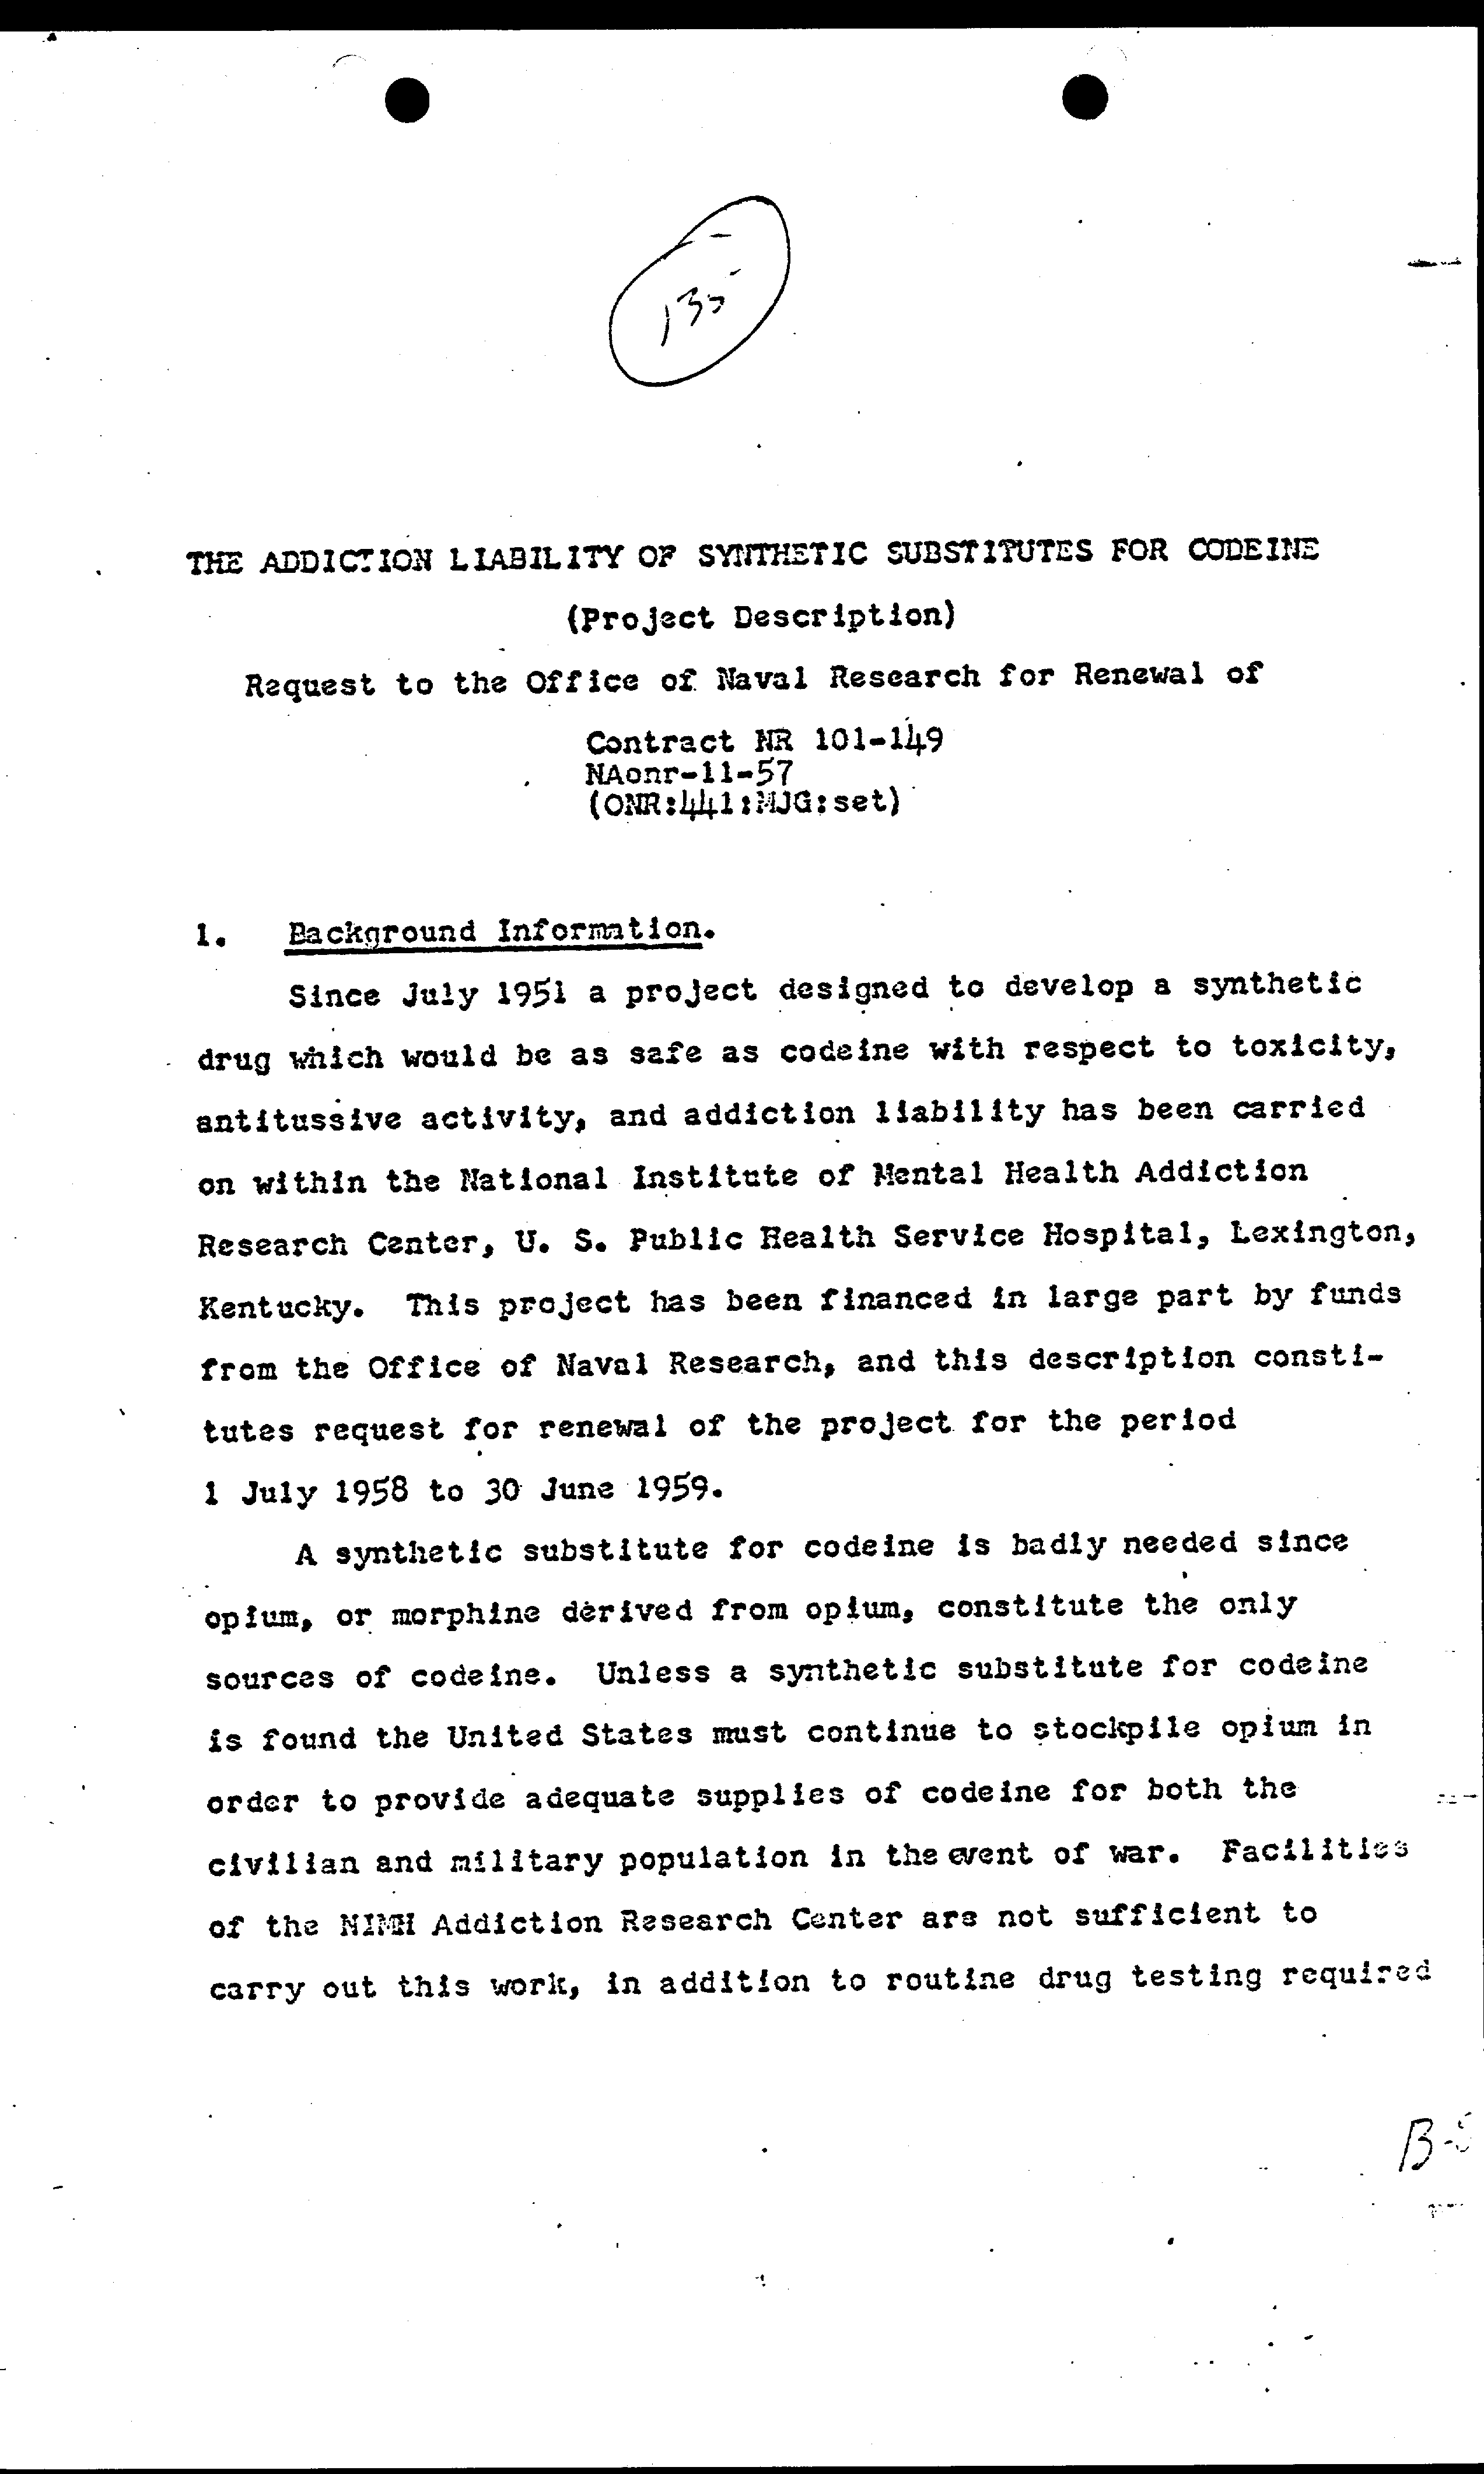 135
THE ADDICTION LIABILITY OF SYNTHETIC SUBSTITUTES FOR CODEINE
(Project Description)
Request to the Office of Naval Research for Renewal of
Contract NR 101-149
NAonr-11-57
(ONR:441:MJG:set)
1. Background Information.
Since July 1951 a project designed to develop a synthetic
drug which would be as safe as codeine with respect to toxicity,
antitussive activity, and addiction liability has been carried
on within the National Institute of Mental Health Addiction
Research Center, U. S. Public Health Service Hospital, Lexington,
Kentucky. This project has been financed in large part by funds
from the Office of Naval Research, and this description consti-
tutes request for renewal of the project for the period
1 July 1958 to 30 June 1959.
A synthetic substitute for codeine is badly needed since
opium, or morphine derived from opium, constitute the only
sources of codeine. Unless a synthetic substitute for codeine
is found the United States must continue to stockpile opium in
order to provide adequate supplies of codeine for both the
civilian and military population in the event of war. Facilities
of the NIMH Addiction Research Center are not sufficient to
carry out this work, in addition to routine drug testing required